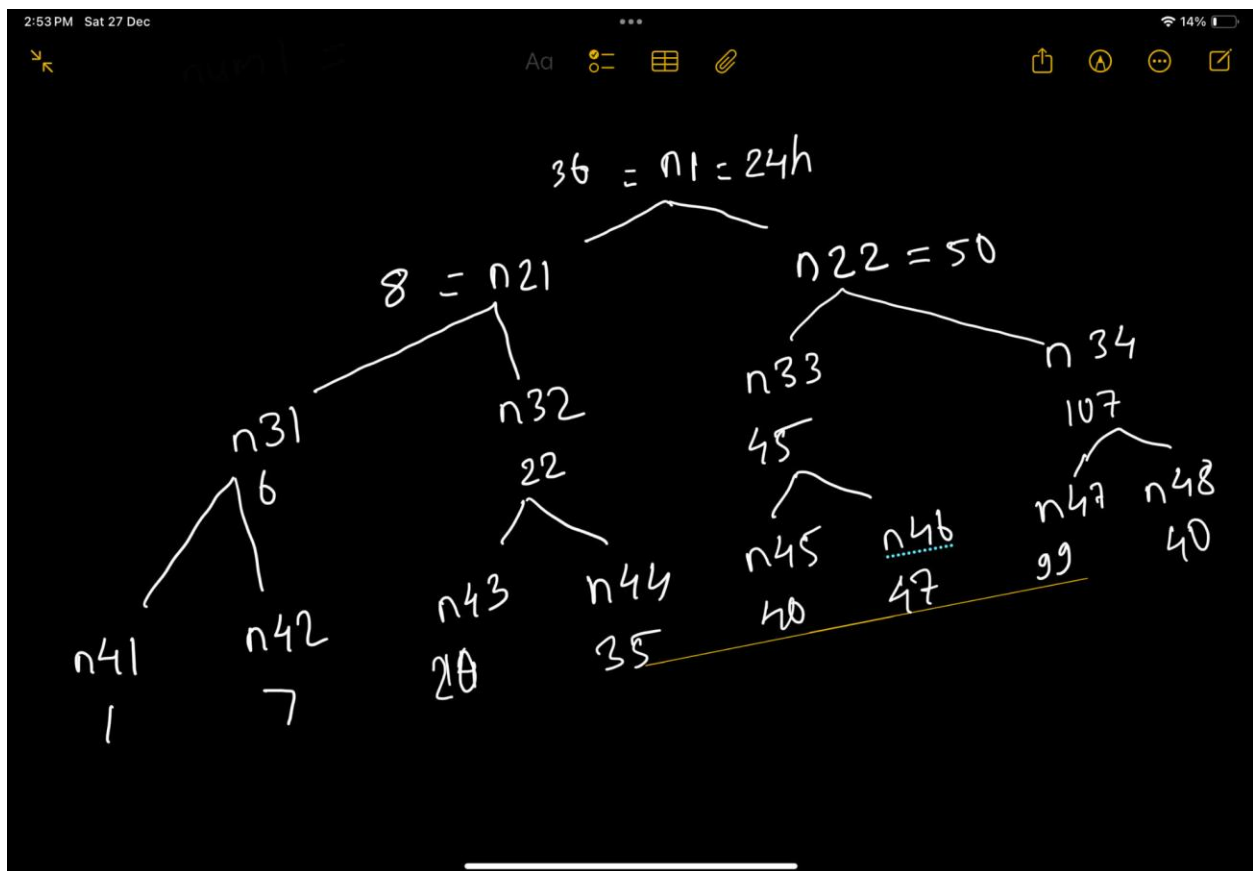 2:53 PM Sat 27 Dec
14%
num1 =
Aa
36 = n1 = 24h
8 = n21
n22 = 50
n31
6
n32
22
n33
45
n34
107
n41
1
n42
7
n43
n44
35
n45
40
n46
47
n47
99
n48
40